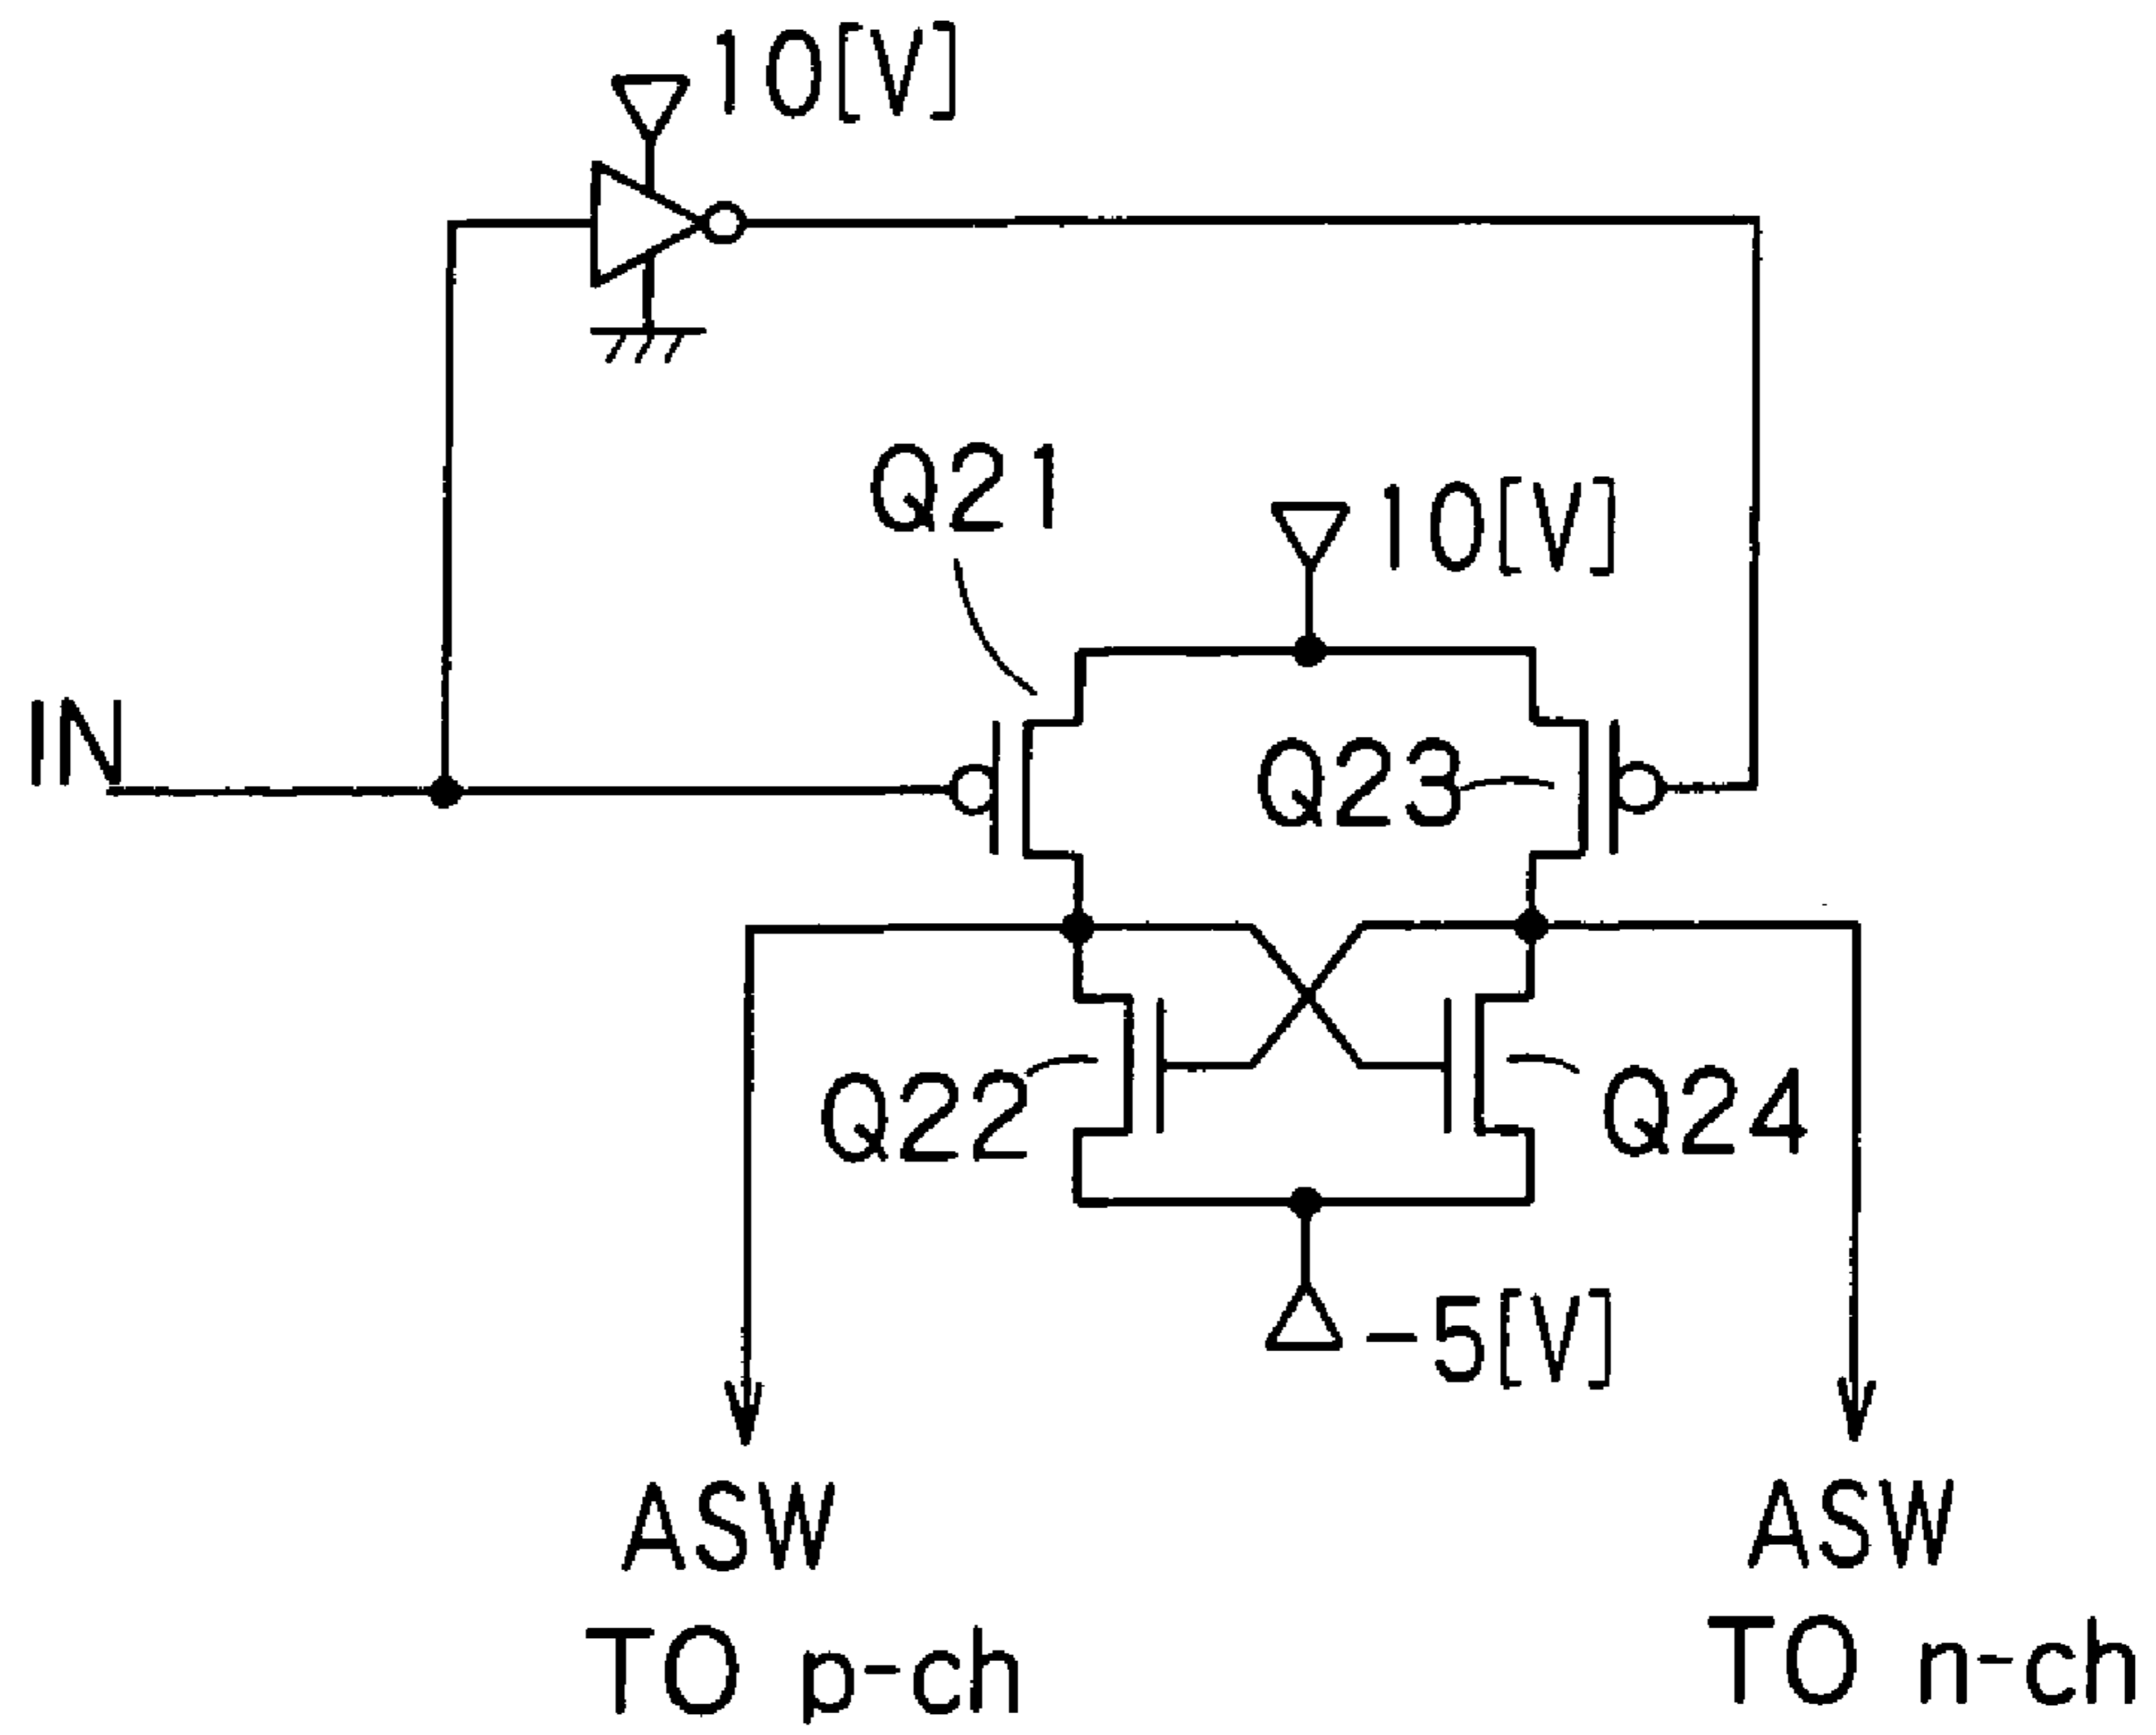 10[V]
Q21
10[V]
IN
Q23
Q22
Q24
-5[V]
ASW
TO p-ch
ASW
TO n-ch